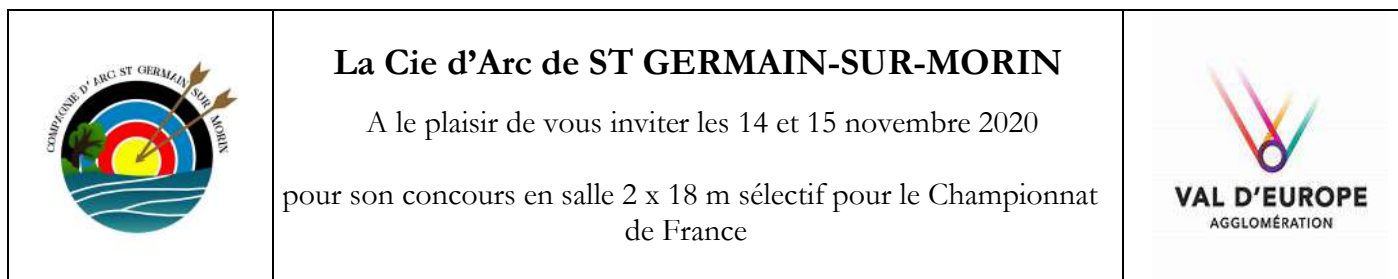 COMPAGNIE D'ARC ST GERMAIN SUR MORIN
La Cie d’Arc de ST GERMAIN-SUR-MORIN
A le plaisir de vous inviter les 14 et 15 novembre 2020
pour son concours en salle 2 x 18 m sélectif pour le Championnat
de France
VAL D'EUROPE
AGGLOMÉRATION